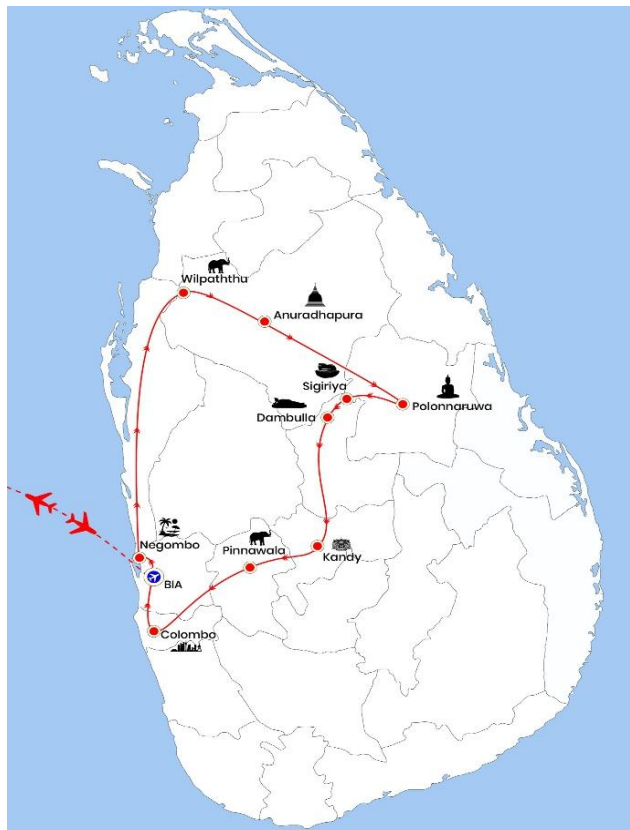 Wilpaththu
Anuradhapura
Sigiriya
Dambulla
Polonnaruwa
Negombo
Pinnawala
Kandy
BIA
Colombo